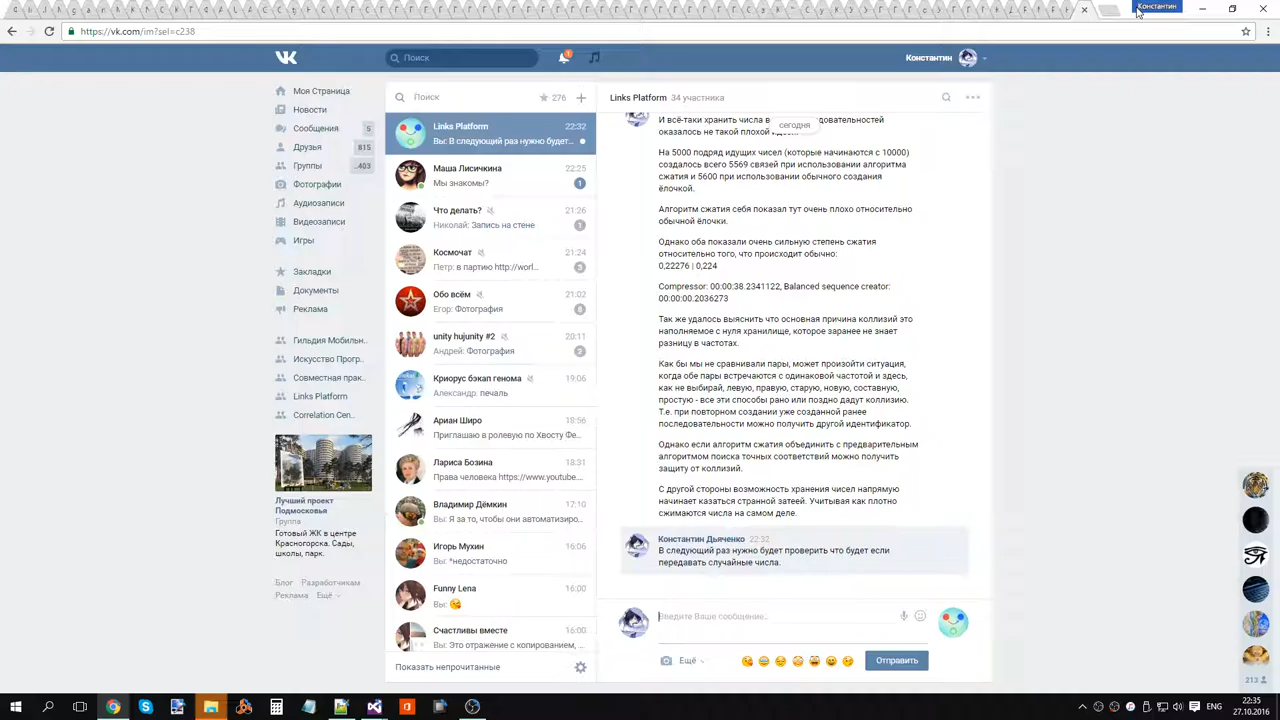 Константин
https://vk.com/im?sel=c238
Поиск
1
Константин
Моя Страница
Новости
Сообщения 5
Друзья 815
Группы ..403
Фотографии
Аудиозаписи
Видеозаписи
Игры
Закладки
Документы
Реклама
Гильдия Мобильн..
Искусство Прогр..
Совместная прак..
Links Platform
Correlation Cen..
Лучший проект
Подмосковья
Группа
Готовый ЖК в центре
Красногорска. Сады,
школы, парк.
Блог Разработчикам
Реклама Ещё
Поиск
276
Links Platform 22:32
Вы: В следующий раз нужно будет...
Маша Лисичкина 22:25
Мы знакомы? 1
Что делать? 21:26
Николай: Запись на стене 1
Космочат 21:24
Петр: в партию http://worl... 3
Обо всём 21:02
Егор: Фотография 8
unity hujunity #2 20:11
Андрей: Фотография 2
Криорус бэкап генома 19:06
Александр: печаль
Ариан Широ 18:56
Приглашаю в ролевую по Хвосту Фе...
Лариса Бозина 18:31
Права человека https://www.youtube....
Владимир Дёмкин 17:10
Вы: Я за то, чтобы они автоматизиро...
Игорь Мухин 16:06
Вы: *недостаточно
Funny Lena 16:00
Вы:
Счастливы вместе 16:00
Вы: Это отражение с копированием, ...
Показать непрочитанные
Links Platform 34 участника
сегодня
И всё-таки хранить числа в
оказалось не такой плохой
На 5000 подряд идущих чисел (которые начинаются с 10000)
создалось всего 5569 связей при использовании алгоритма
сжатия и 5600 при использовании обычного создания
ёлочкой.
Алгоритм сжатия себя показал тут очень плохо относительно
обычной ёлочки.
Однако оба показали очень сильную степень сжатия
относительно того, что происходит обычно:
0,22276 | 0,224
Compressor: 00:00:38.2341122, Balanced sequence creator:
00:00:00.2036273
Так же удалось выяснить что основная причина коллизий это
наполняемое с нуля хранилище, которое заранее не знает
разницу в частотах.
Как бы мы не сравнивали пары, может произойти ситуация,
когда обе пары встречаются с одинаковой частотой и здесь,
как не выбирай, левую, правую, старую, новую, составную,
простую - все эти способы рано или поздно дадут коллизию.
Т.е. при повторном создании уже созданной ранее
последовательности можно получить другой идентификатор.
Однако если алгоритм сжатия объединить с предварительным
алгоритмом поиска точных соответствий можно получить
защиту от коллизий.
С другой стороны возможность хранения чисел напрямую
начинает казаться странной затеей. Учитывая как плотно
сжимаются числа на самом деле.
Константин Дьяченко 22:32
В следующий раз нужно будет проверить что будет если
передавать случайные числа.
Введите Ваше сообщение...
Ещё
Отправить
213
ENG
22:35
27.10.2016